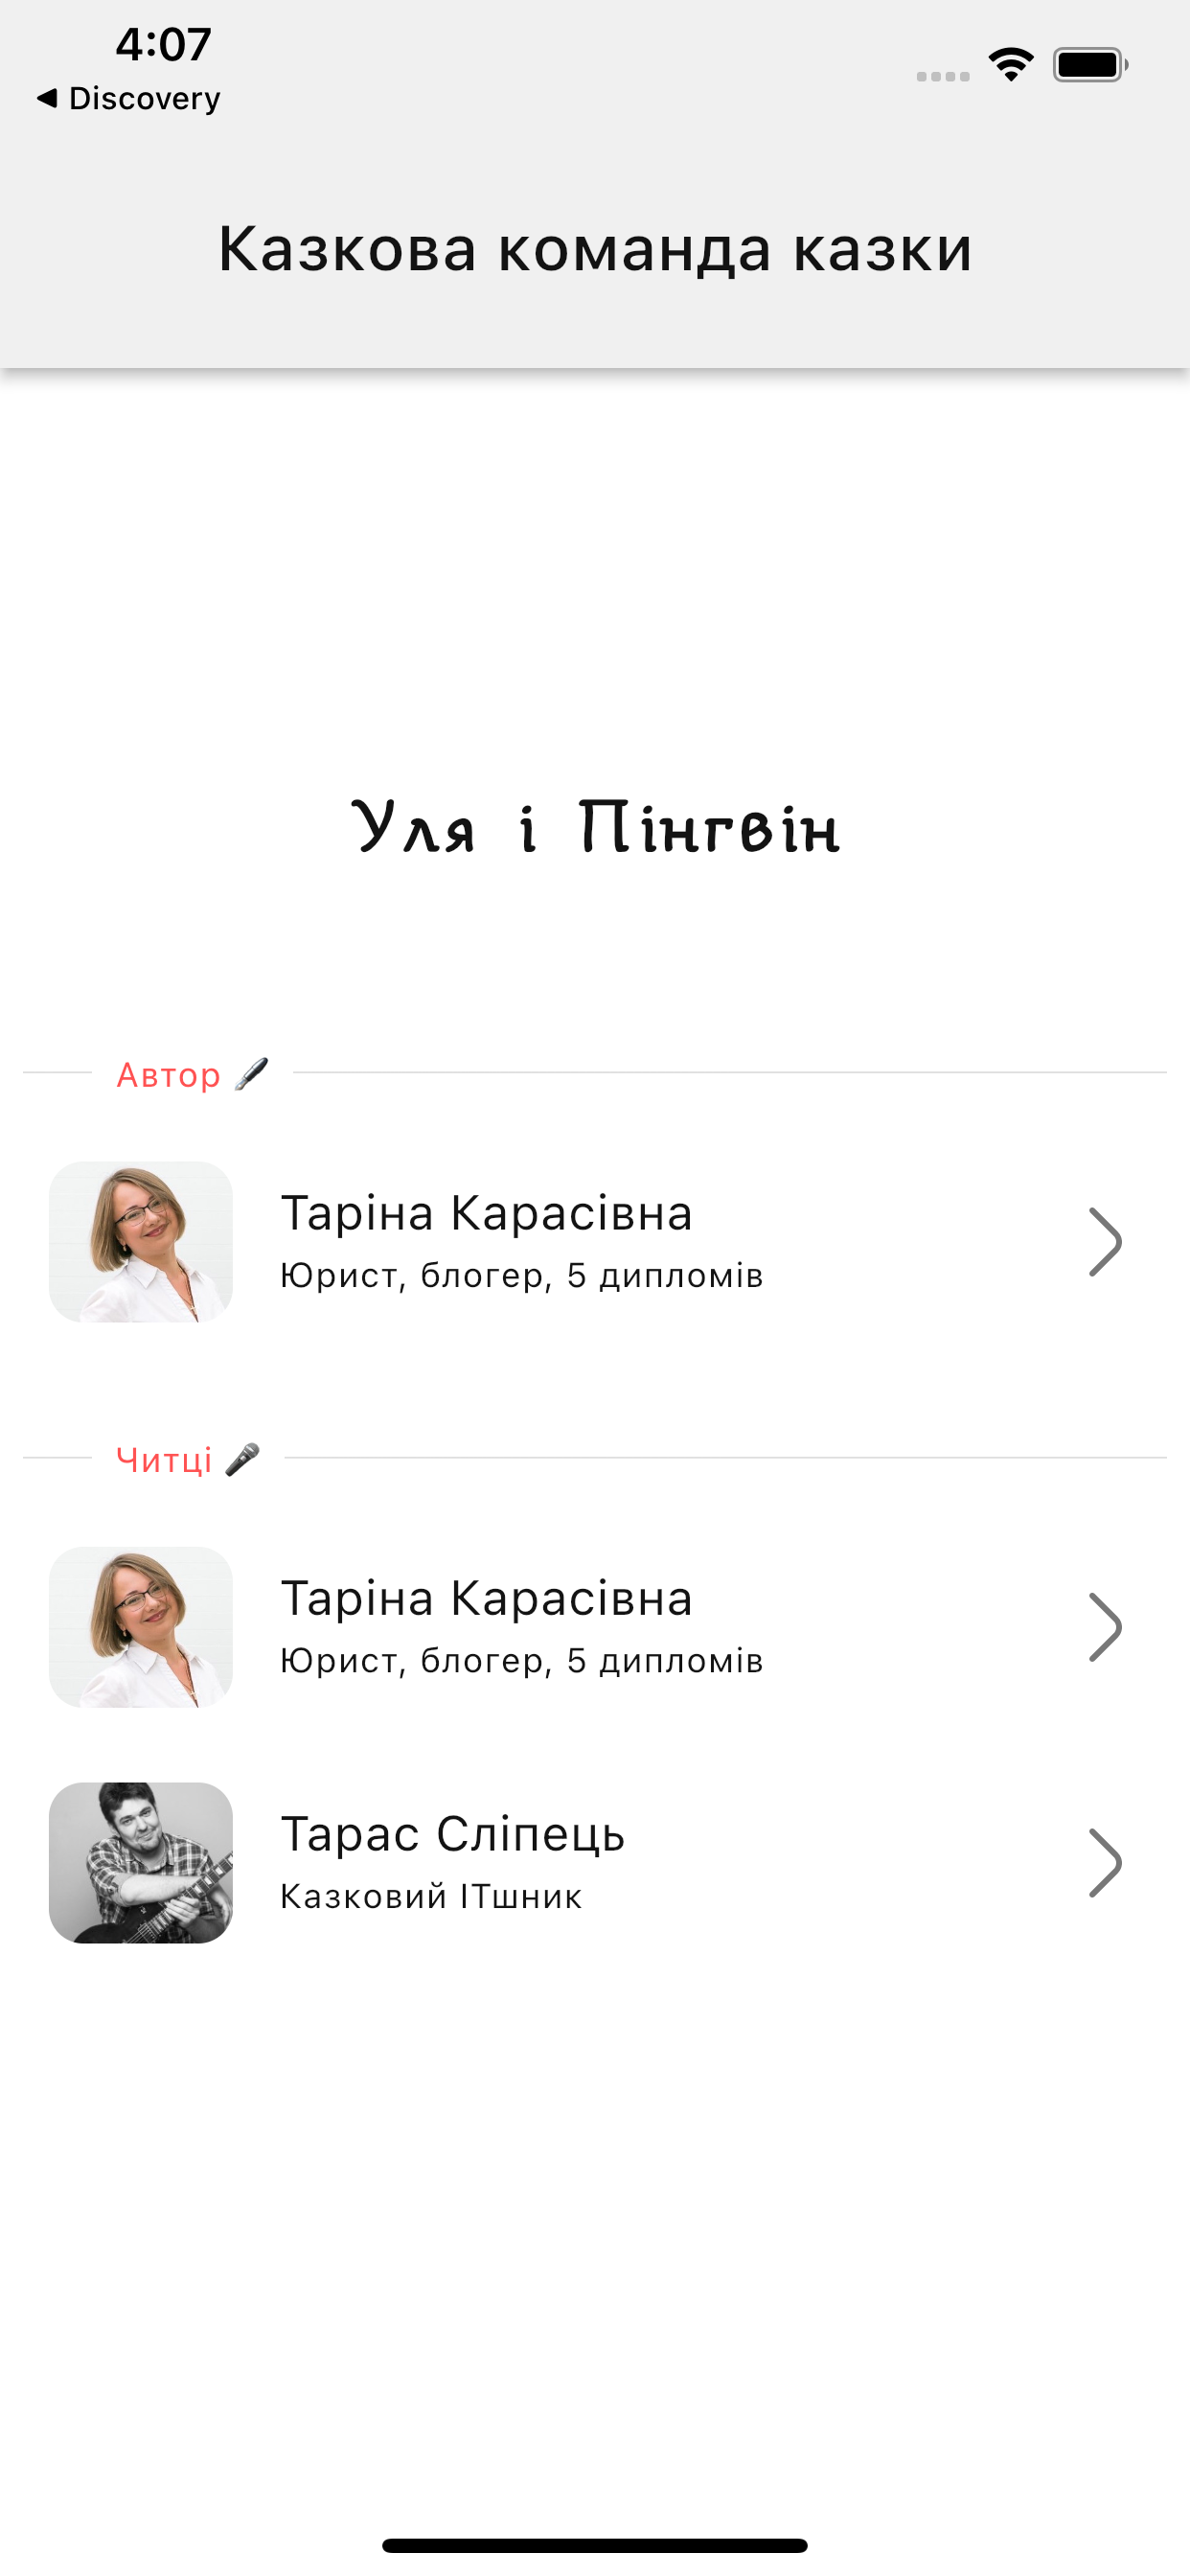 4:07
◀ Discovery
Казкова команда казки
Уля і Пінгвін
Автор 🖋️
Таріна Карасівна
Юрист, блогер, 5 дипломів
Читці 🎤
Таріна Карасівна
Юрист, блогер, 5 дипломів
Тарас Сліпець
Казковий ІТшник